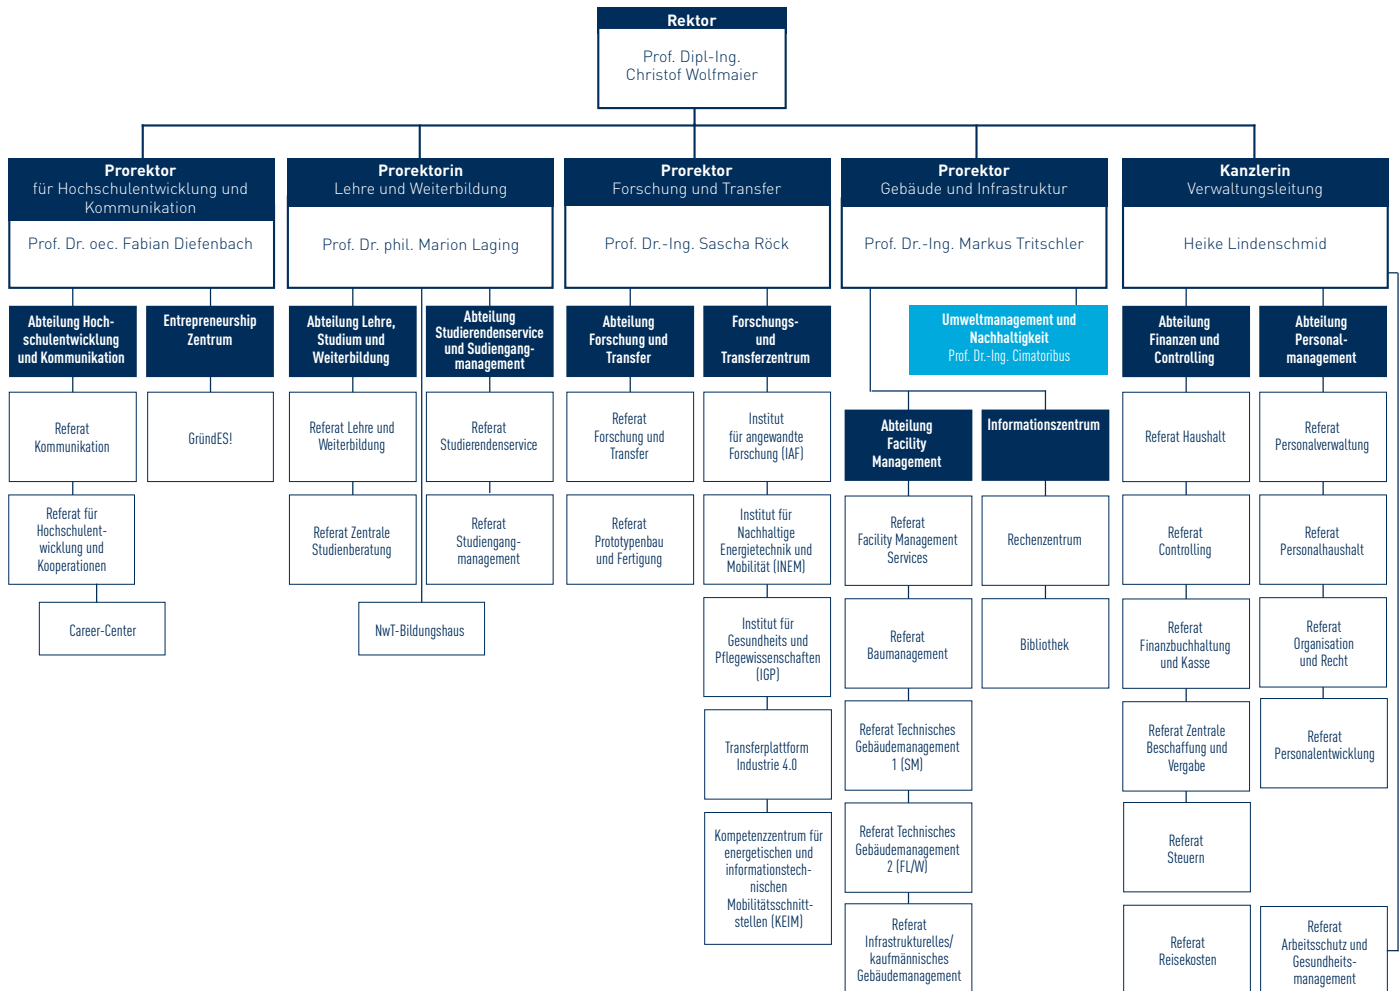 Rektor
Prof. Dipl-Ing.
Christof Wolfmaier
Prorektor
für Hochschulentwicklung und
Kommunikation
Prof. Dr. oec. Fabian Diefenbach
Prorektorin
Lehre und Weiterbildung
Prof. Dr. phil. Marion Laging
Prorektor
Forschung und Transfer
Prof. Dr.-Ing. Sascha Röck
Prorektor
Gebäude und Infrastruktur
Prof. Dr.-Ing. Markus Tritschler
Kanzlerin
Verwaltungsleitung
Heike Lindenschmid
Abteilung Hoch-
schulentwicklung
und Kommunikation
Referat
Kommunikation
Referat für
Hochschulent-
wicklung und
Kooperationen
Career-Center
Entrepreneurship
Zentrum
GründES!
Abteilung Lehre,
Studium und
Weiterbildung
Referat Lehre und
Weiterbildung
Referat Zentrale
Studienberatung
NwT-Bildungshaus
Abteilung
Studierendenservice
und Sudiengang-
management
Referat
Studierendenservice
Referat
Studiengang-
management
Abteilung
Forschung und
Transfer
Referat
Forschung und
Transfer
Referat
Prototypenbau
und Fertigung
Forschungs-
und
Transferzentrum
Institut
für angewandte
Forschung (IAF)
Institut für
Nachhaltige
Energietechnik und
Mobilität (INEM)
Institut für
Gesundheits und
Pflegewissenschaften
(IGP)
Transferplattform
Industrie 4.0
Kompetenzzentrum für
energetischen und
informationstech-
nischen
Mobilitätsschnitt-
stellen (KEIM)
Umweltmanagement und
Nachhaltigkeit
Prof. Dr.-Ing. Cimatoribus
Abteilung
Facility
Management
Referat
Facility Management
Services
Referat
Baumanagement
Referat Technisches
Gebäudemanagement
1 (SM)
Referat Technisches
Gebäudemanagement
2 (FL/W)
Referat
Infrastrukturelles/
kaufmännisches
Gebäudemanagement
Informationszentrum
Rechenzentrum
Bibliothek
Abteilung
Finanzen und
Controlling
Referat Haushalt
Referat
Controlling
Referat
Finanzbuchhaltung
und Kasse
Referat Zentrale
Beschaffung und
Vergabe
Referat
Steuern
Referat
Reisekosten
Abteilung
Personal-
management
Referat
Personalverwaltung
Referat
Personalhaushalt
Referat
Organisation
und Recht
Referat
Personalentwicklung
Referat
Arbeitsschutz und
Gesundheits-
management